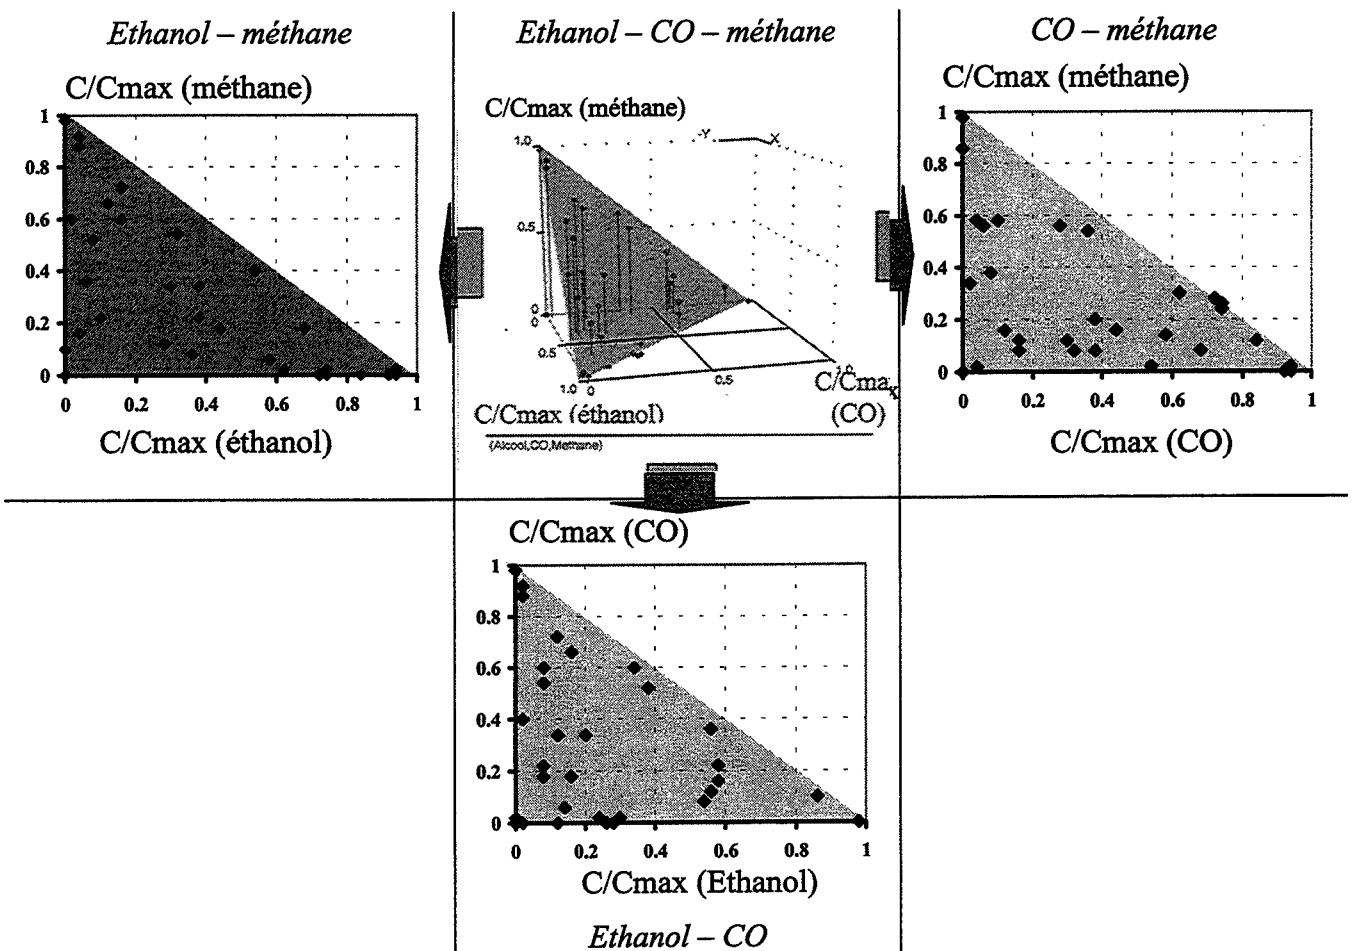 Ethanol – méthane
Ethanol – CO – méthane
CO – méthane
C/Cmax (méthane)
1
0.8
0.6
0.4
0.2
0
0 0.2 0.4 0.6 0.8 1
C/Cmax (éthanol)
C/Cmax (méthane)
-Y X
1.0
0.5
0
0
0.5
1.0 0
0.5
1.0
C/Cmax
(CO)
C/Cmax (éthanol)
(Alcool,CO,Methane)
C/Cmax (méthane)
1
0.8
0.6
0.4
0.2
0
0 0.2 0.4 0.6 0.8 1
C/Cmax (CO)
C/Cmax (CO)
1
0.8
0.6
0.4
0.2
0
0 0.2 0.4 0.6 0.8 1
C/Cmax (Ethanol)
Ethanol – CO